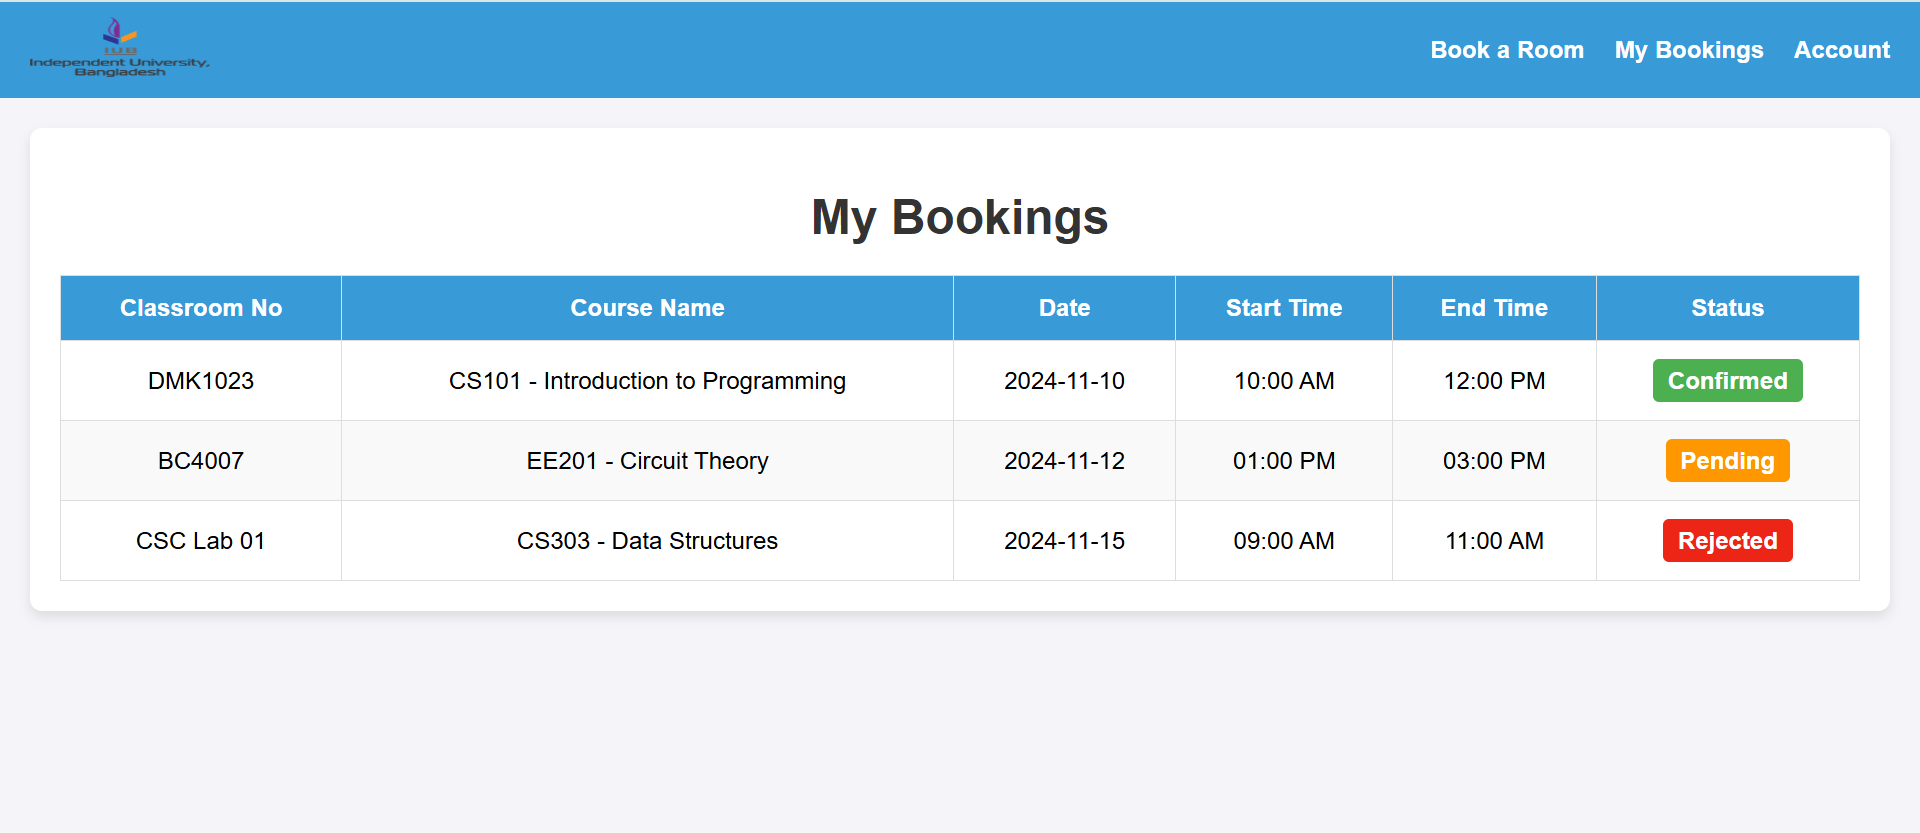 IUB
Independent University,
Bangladesh
Book a Room My Bookings Account
My Bookings
Classroom No Course Name Date Start Time End Time Status
DMK1023 CS101 - Introduction to Programming 2024-11-10 10:00 AM 12:00 PM Confirmed
BC4007 EE201 - Circuit Theory 2024-11-12 01:00 PM 03:00 PM Pending
CSC Lab 01 CS303 - Data Structures 2024-11-15 09:00 AM 11:00 AM Rejected